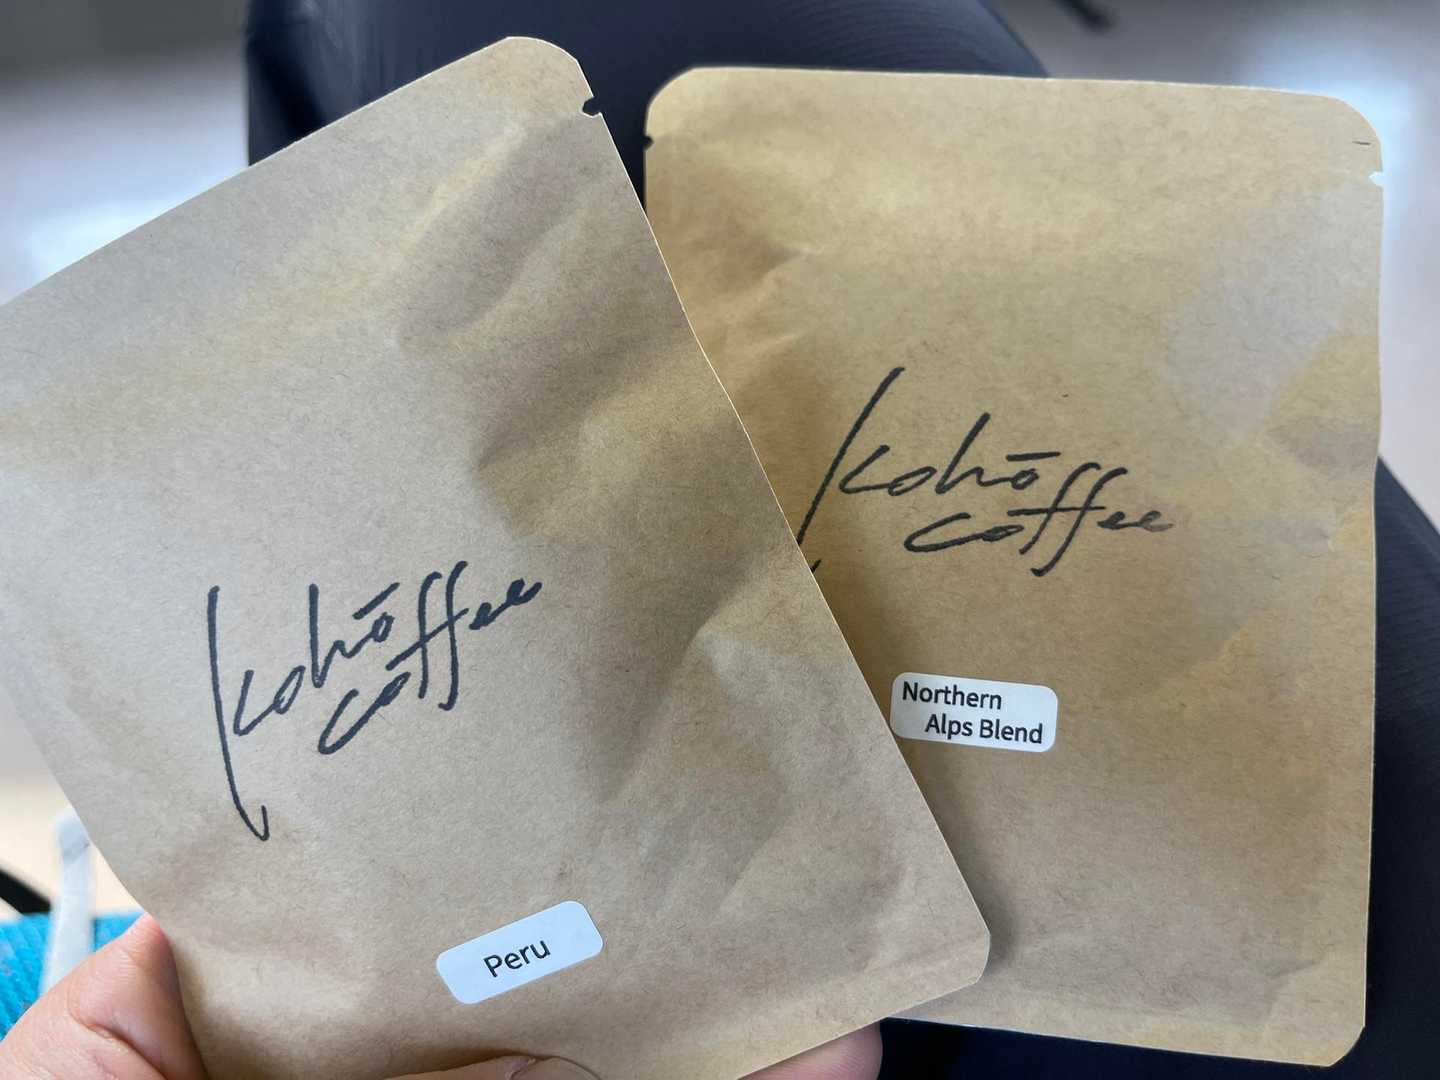 Kohō
coffee
Peru
Kohō
coffee
Northern
Alps Blend